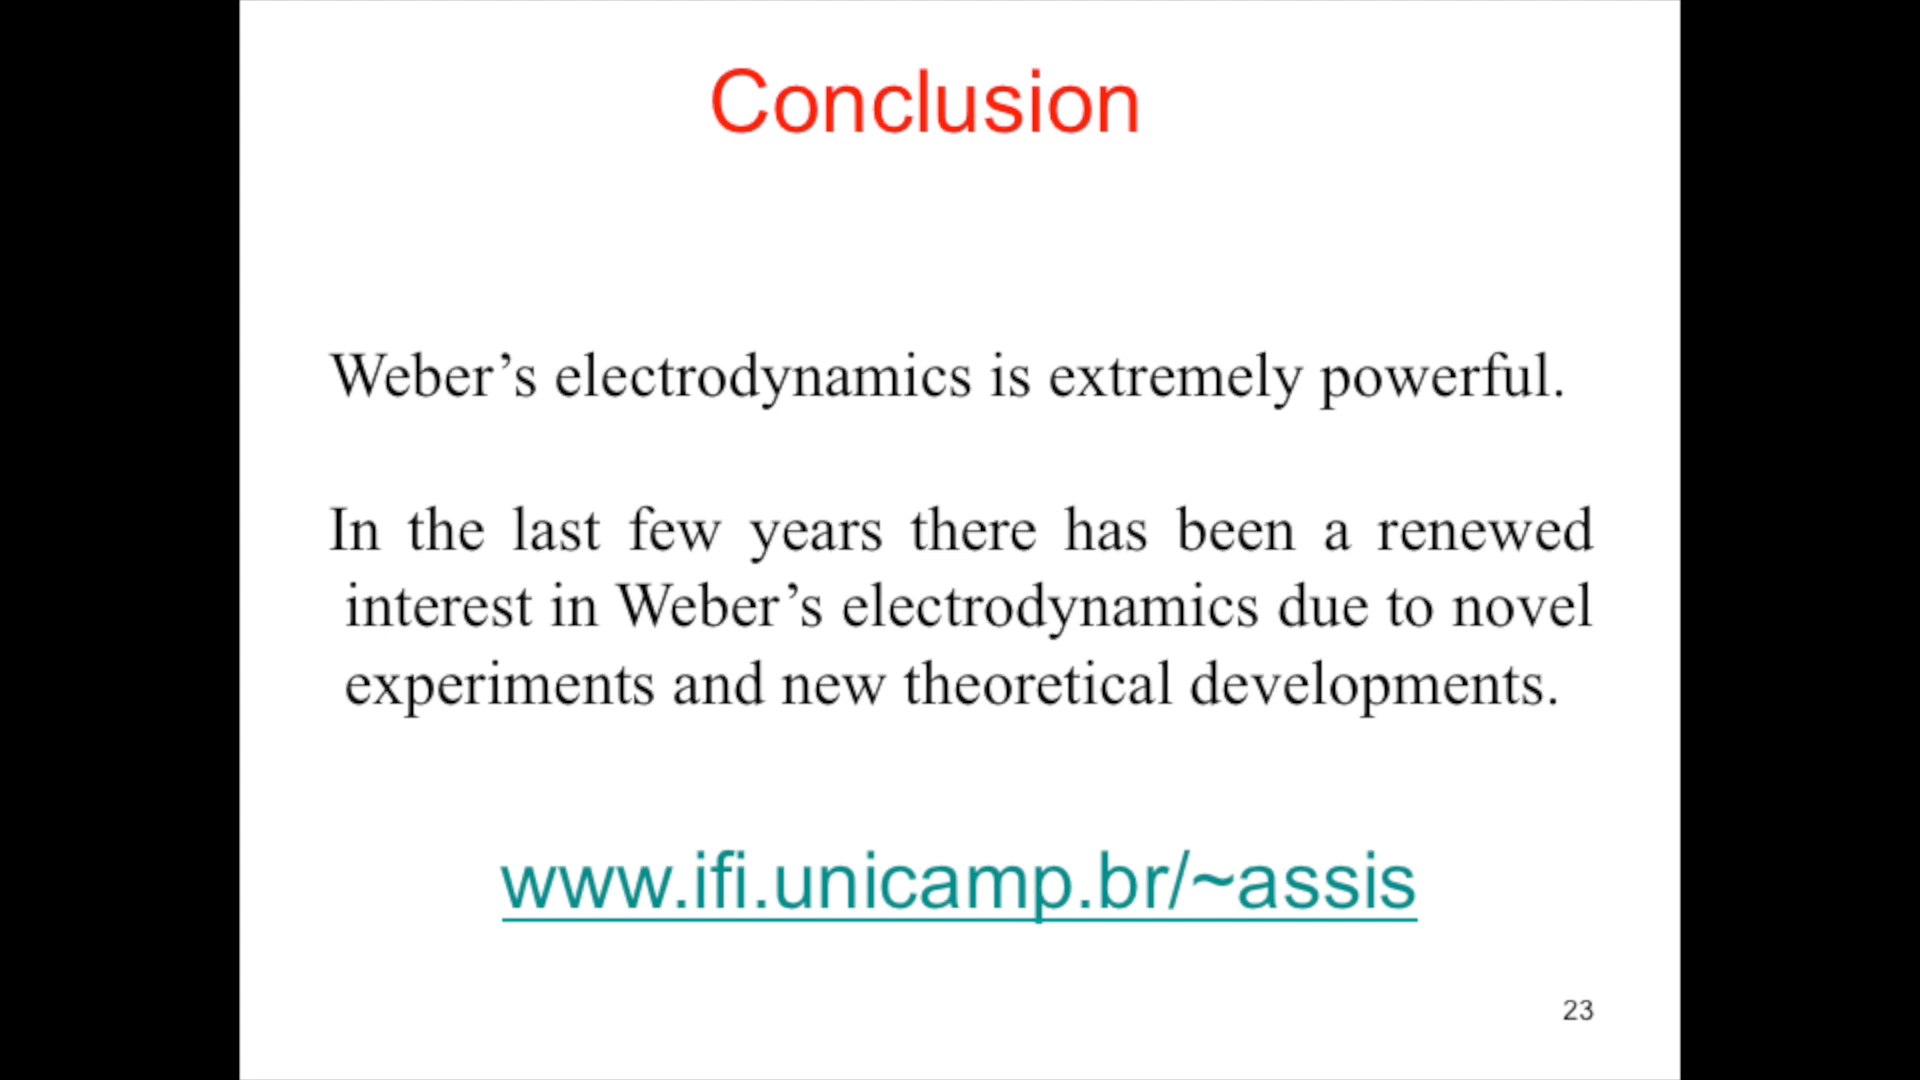 Conclusion
Weber’s electrodynamics is extremely powerful.
In the last few years there has been a renewed
interest in Weber’s electrodynamics due to novel
experiments and new theoretical developments.
www.ifi.unicamp.br/~assis
23